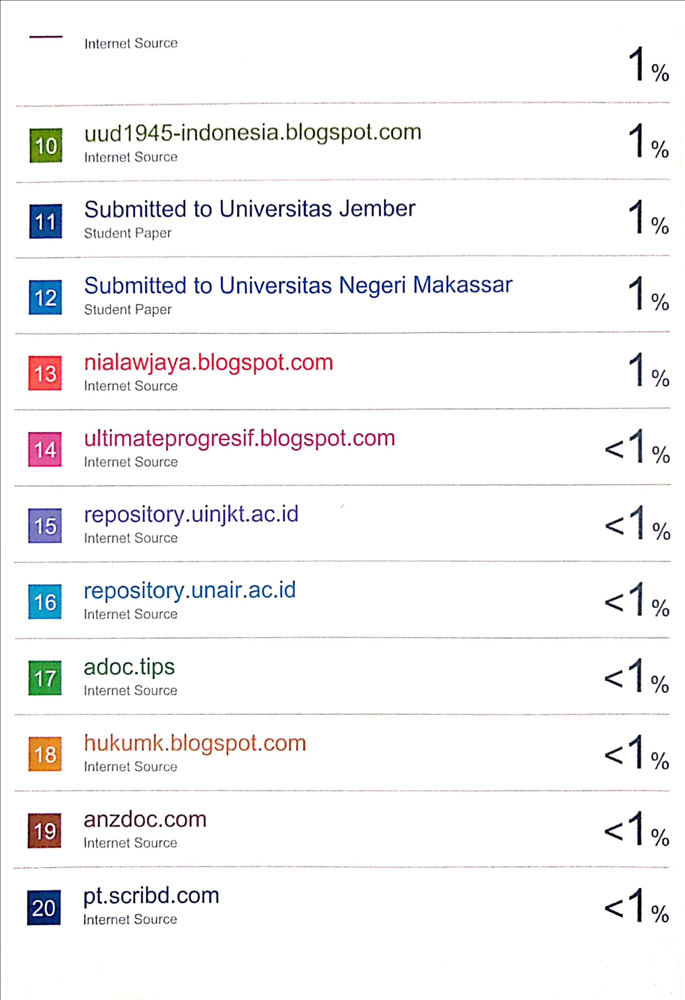 Internet Source
1%
10 uud1945-indonesia.blogspot.com 1%
Internet Source
11 Submitted to Universitas Jember 1%
Student Paper
12 Submitted to Universitas Negeri Makassar 1%
Student Paper
13 nialawjaya.blogspot.com 1%
Internet Source
14 ultimateprogresif.blogspot.com <1%
Internet Source
15 repository.uinjkt.ac.id <1%
Internet Source
16 repository.unair.ac.id <1%
Internet Source
17 adoc.tips <1%
Internet Source
18 hukumk.blogspot.com <1%
Internet Source
19 anzdoc.com <1%
Internet Source
20 pt.scribd.com <1%
Internet Source